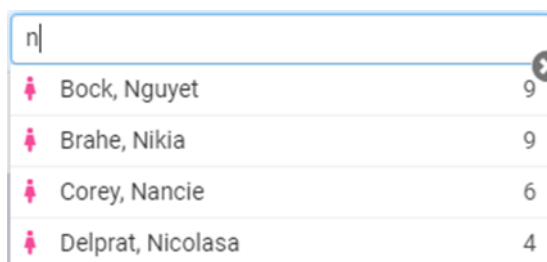 n
Bock, Nguyet 9
Brahe, Nikia 9
Corey, Nancie 6
Delprat, Nicolasa 4